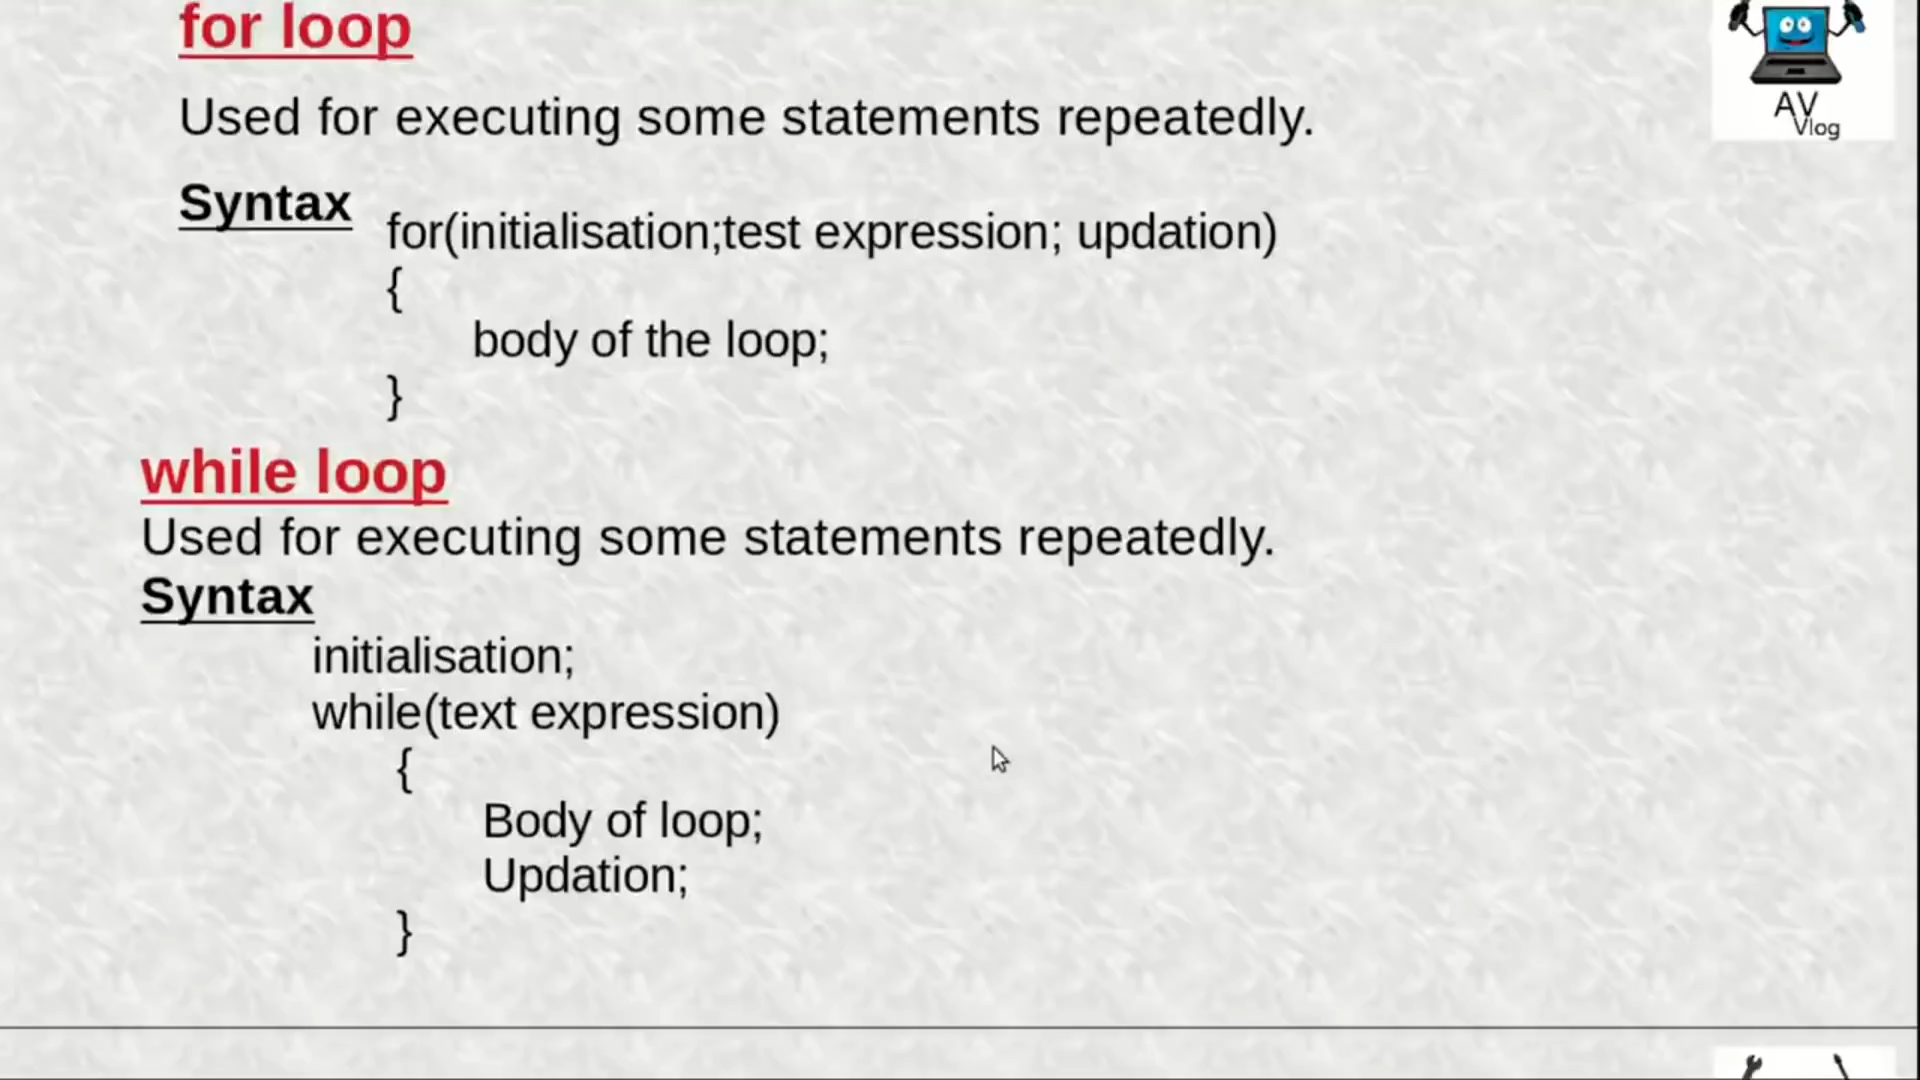 for loop
AV
Vlog
Used for executing some statements repeatedly.
Syntax
for(initialisation;test expression; updation)
{
body of the loop;
}
while loop
Used for executing some statements repeatedly.
Syntax
initialisation;
while(text expression)
{
Body of loop;
Updation;
}